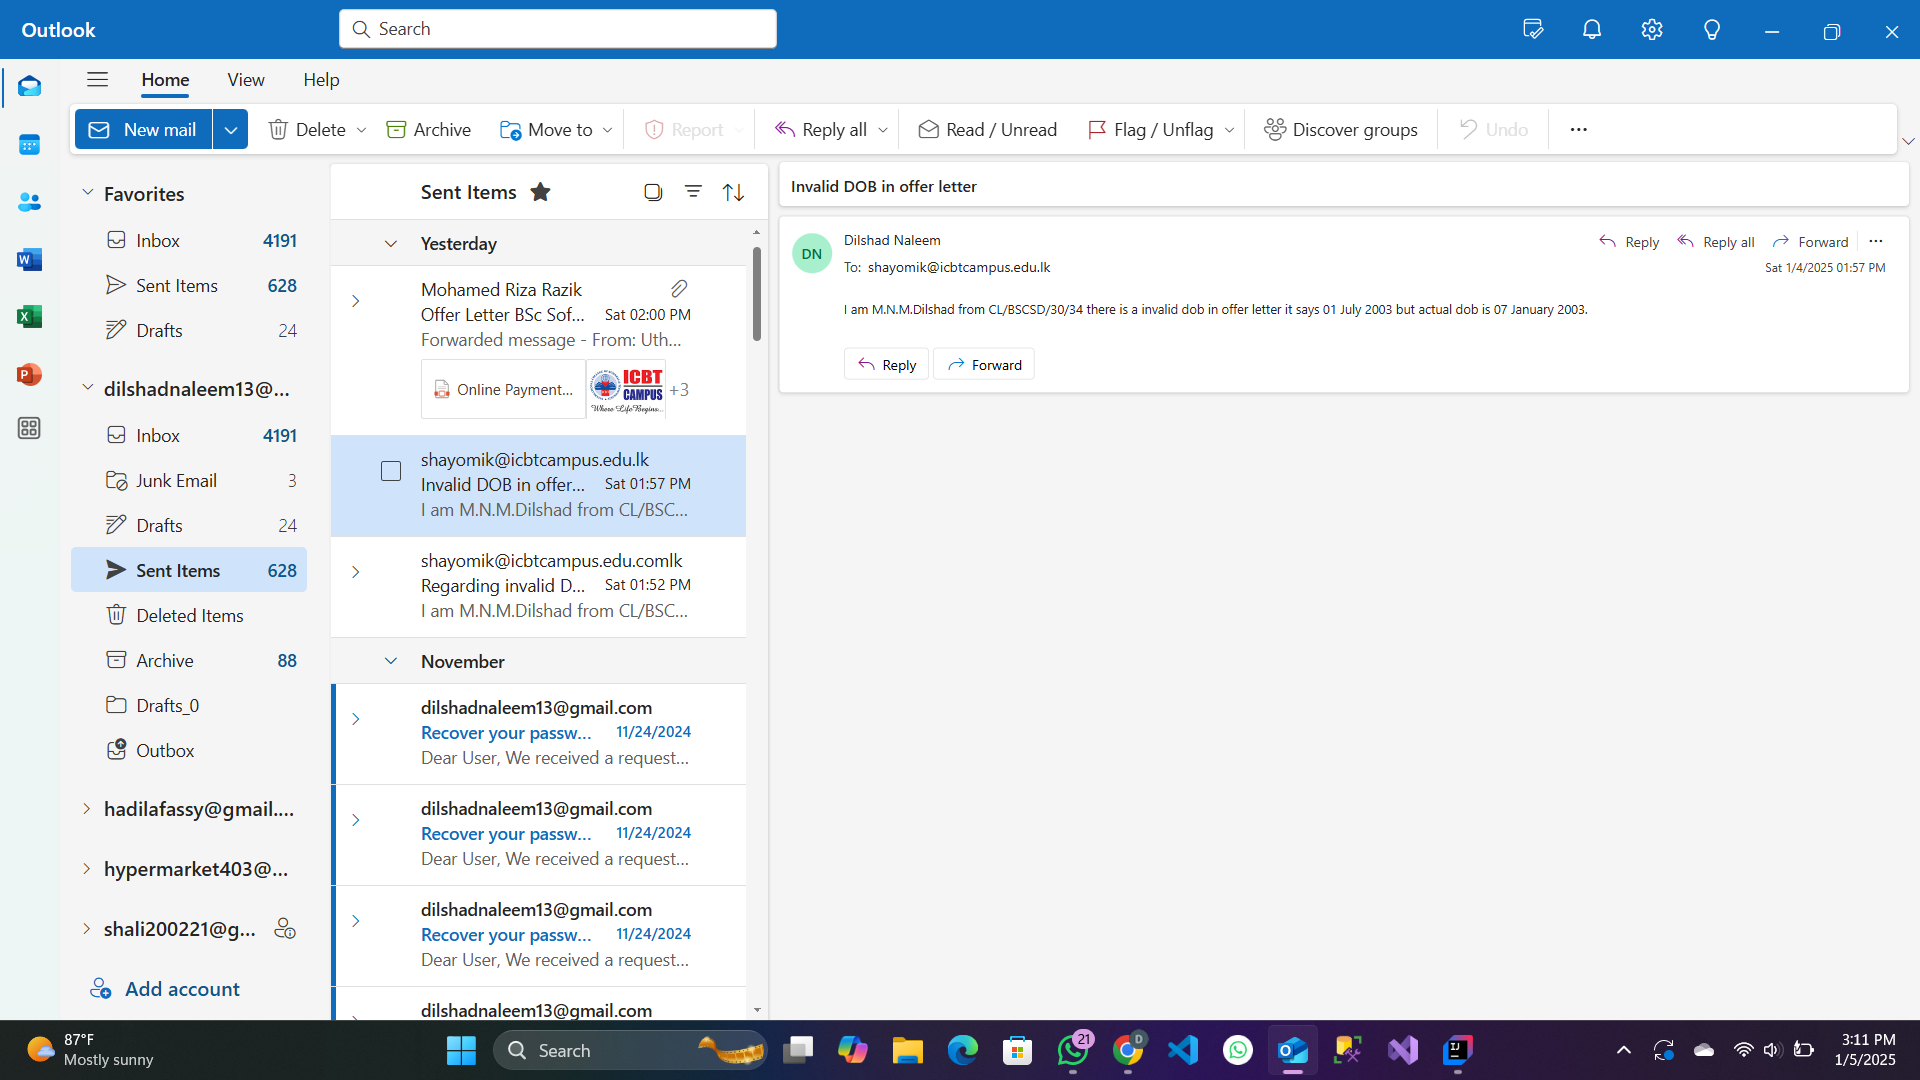 Outlook
Search
Home View Help
New mail Delete Archive Move to Report Reply all Read / Unread Flag / Unflag Discover groups Undo ...
Favorites
Inbox 4191
Sent Items 628
Drafts 24
dilshadnaleem13@...
Inbox 4191
Junk Email 3
Drafts 24
Sent Items 628
Deleted Items
Archive 88
Drafts_0
Outbox
hadilafassy@gmail....
hypermarket403@...
shali200221@g...
Add account
Sent Items
Yesterday
Mohamed Riza Razik
Offer Letter BSc Sof... Sat 02:00 PM
Forwarded message - From: Uth...
Online Payment... ICBT +3
CAMPUS
Where Life Begins...
shayomik@icbtcampus.edu.lk
Invalid DOB in offer... Sat 01:57 PM
I am M.N.M.Dilshad from CL/BSC...
shayomik@icbtcampus.edu.comlk
Regarding invalid D... Sat 01:52 PM
I am M.N.M.Dilshad from CL/BSC...
November
dilshadnaleem13@gmail.com
Recover your passw... 11/24/2024
Dear User, We received a request...
dilshadnaleem13@gmail.com
Recover your passw... 11/24/2024
Dear User, We received a request...
dilshadnaleem13@gmail.com
Recover your passw... 11/24/2024
Dear User, We received a request...
dilshadnaleem13@gmail.com
Invalid DOB in offer letter
DN
Dilshad Naleem
Reply Reply all Forward ...
To: shayomik@icbtcampus.edu.lk
Sat 1/4/2025 01:57 PM
I am M.N.M.Dilshad from CL/BSCSD/30/34 there is a invalid dob in offer letter it says 01 July 2003 but actual dob is 07 January 2003.
Reply Forward
87°F
Mostly sunny
Search
21
D
3:11 PM
1/5/2025